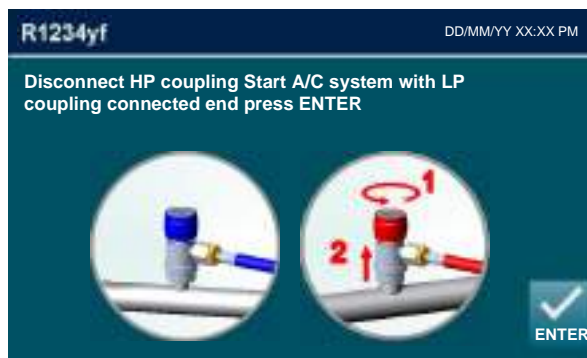 R1234yf
DD/MM/YY XX:XX PM
Disconnect HP coupling Start A/C system with LP
coupling connected end press ENTER
1
2
ENTER